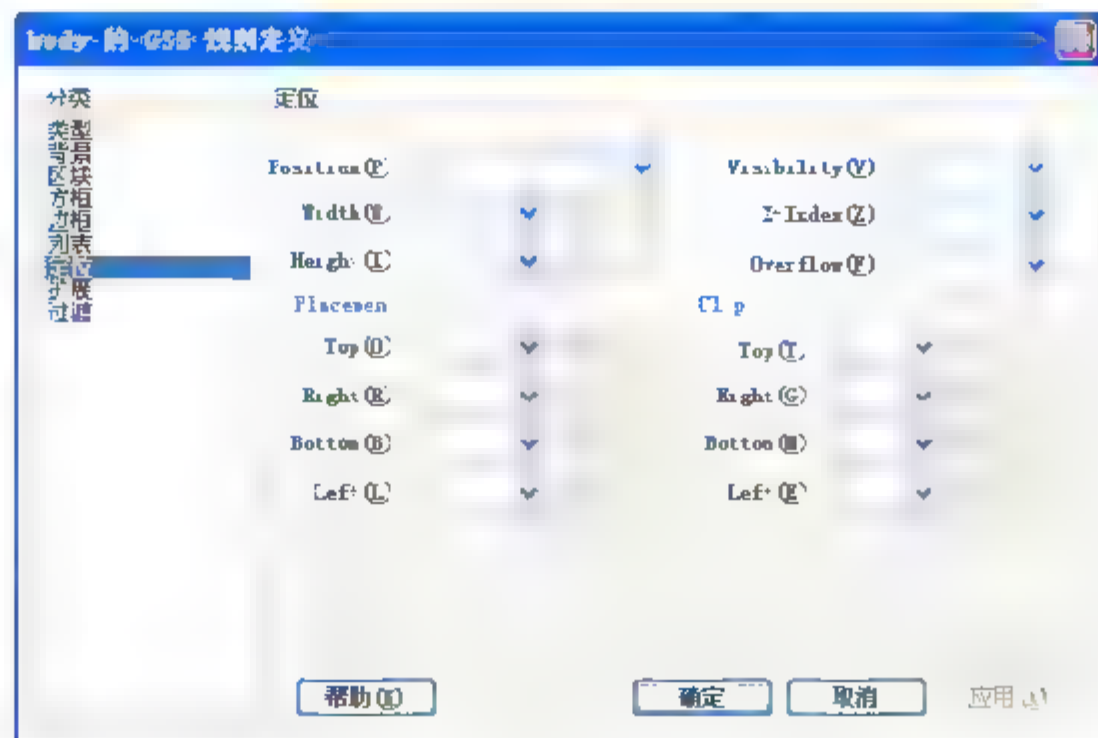 body 的 CSS 规则定义
分类
定位
类型
背景
区块
方框
边框
列表
定位
扩展
过滤
Position(P) Visibility(V)
Width(W) Z-Index(Z)
Height(I) Overflow(F)
Placement Clip
Top(O) Top(T)
Right(R) Right(G)
Bottom(B) Bottom(M)
Left(L) Left(E)
帮助 确定 取消 应用(A)